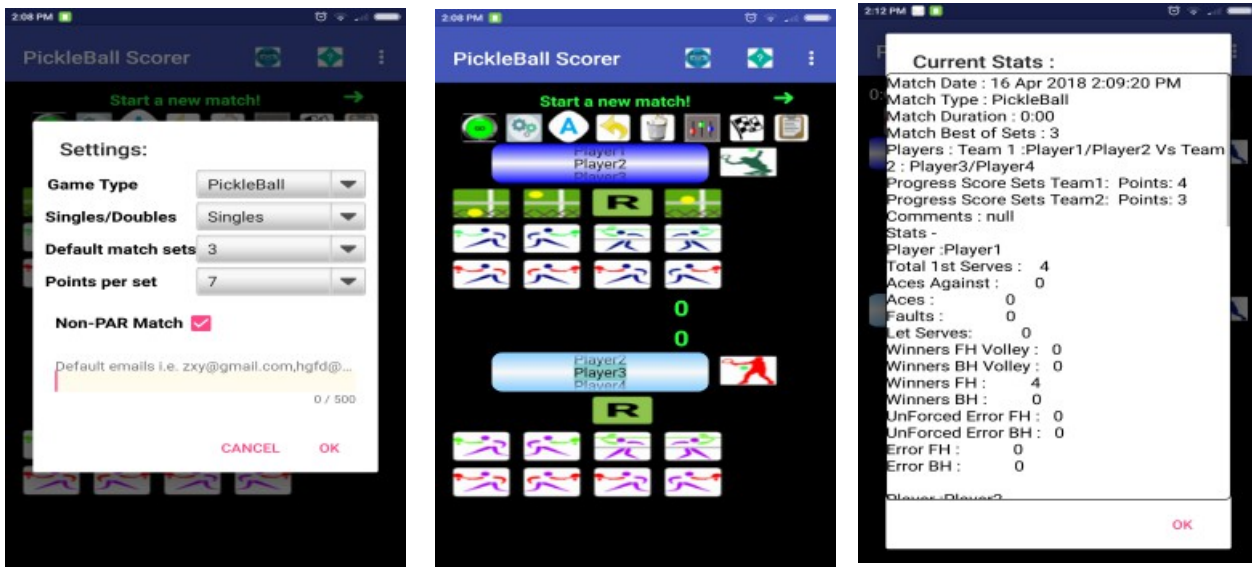 2:08 PM
PickleBall Scorer
Start a new match!
Settings:
Game Type PickleBall
Singles/Doubles Singles
Default match sets 3
Points per set 7
Non-PAR Match
Default emails i.e. zxy@gmail.com,hgfd@...
0 / 500
CANCEL OK
2:08 PM
PickleBall Scorer
Start a new match!
A
Player1
Player2
Player3
R
0
0
Player2
Player3
Player4
R
2:12 PM
Current Stats :
Match Date : 16 Apr 2018 2:09:20 PM
Match Type : PickleBall
Match Duration : 0:00
Match Best of Sets : 3
Players : Team 1 :Player1/Player2 Vs Team
2 : Player3/Player4
Progress Score Sets Team1: Points: 4
Progress Score Sets Team2: Points: 3
Comments : null
Stats -
Player :Player1
Total 1st Serves : 4
Aces Against : 0
Aces : 0
Faults : 0
Let Serves: 0
Winners FH Volley : 0
Winners BH Volley : 0
Winners FH : 4
Winners BH : 0
UnForced Error FH : 0
UnForced Error BH : 0
Error FH : 0
Error BH : 0
Player :Player2
OK